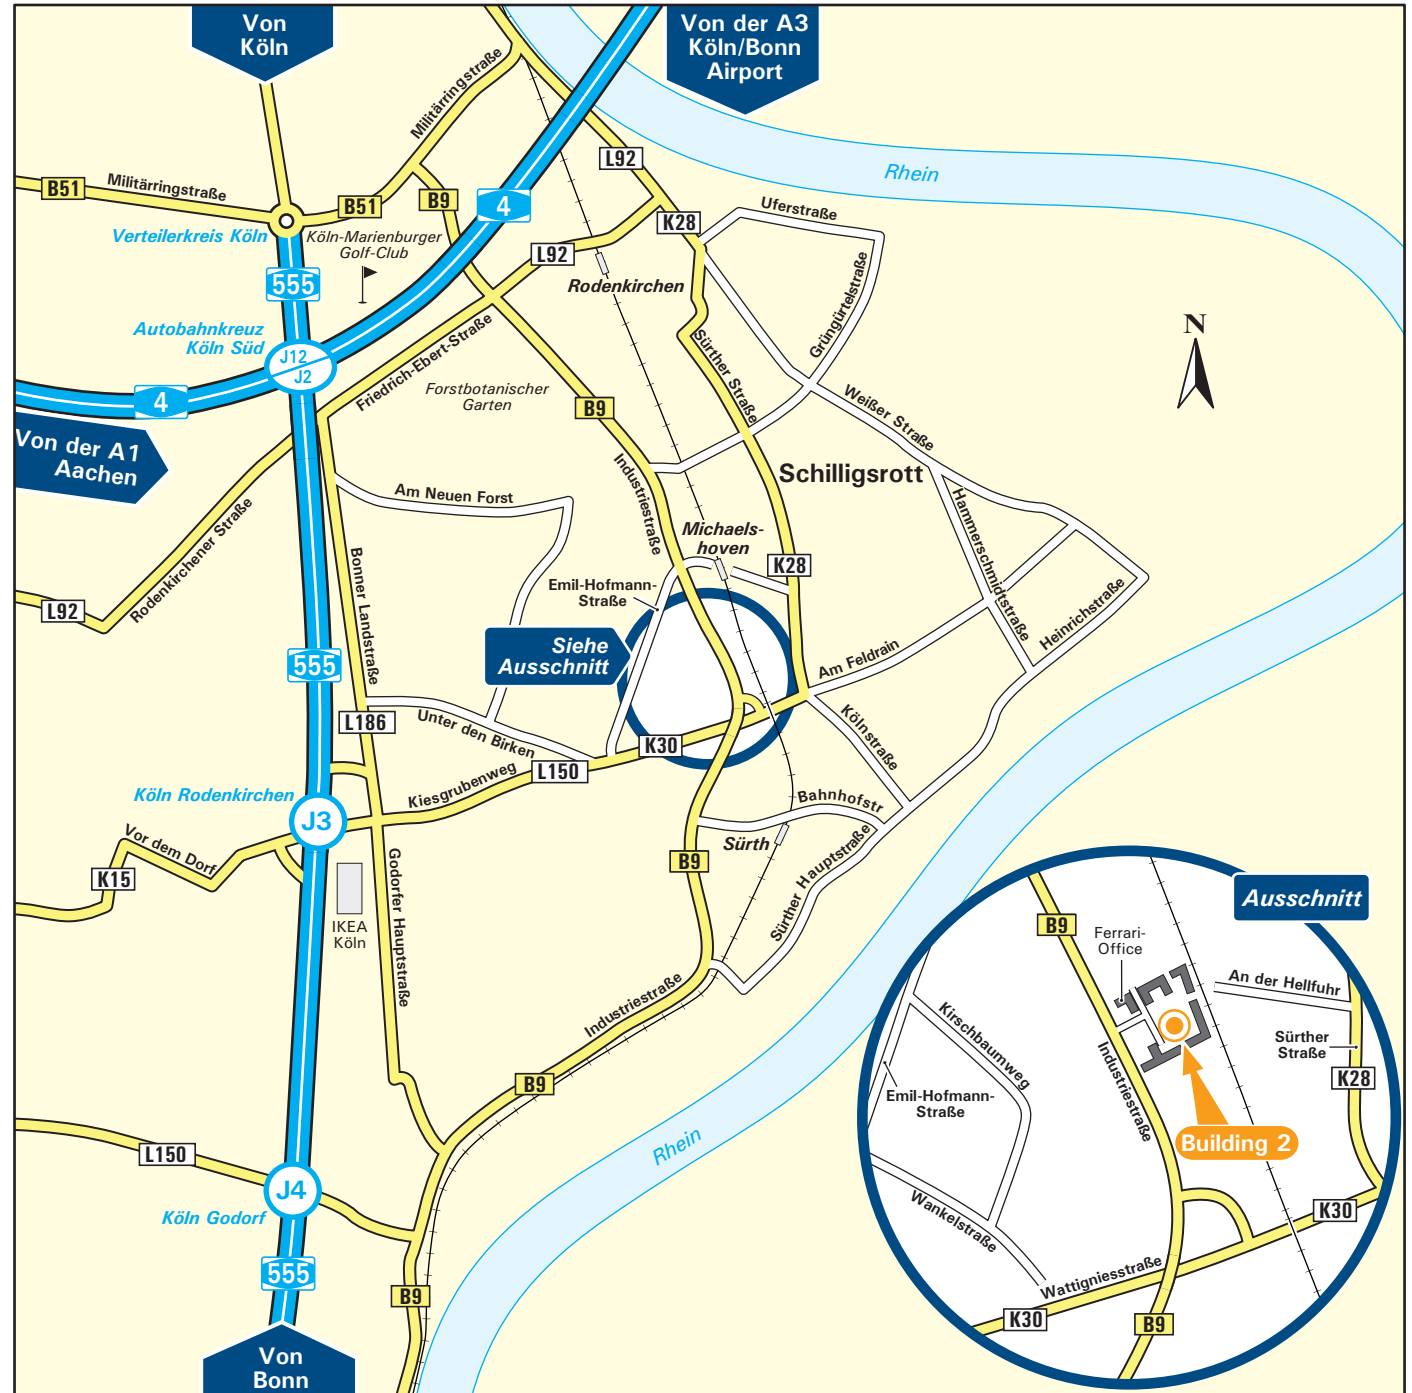 Von
Köln
Von der A3
Köln/Bonn
Airport
Militärringstraße
L92
B51
Militärringstraße
B51
B9
4
K28
Uferstraße
Verteilerkreis Köln
Köln-Marienburger
Golf-Club
L92
Rhein
555
Rodenkirchen
Grüngürtelstraße
Autobahnkreuz
Köln Süd
J12
J2
Friedrich-Ebert-Straße
Sürther Straße
N
4
Forstbotanischer
Garten
B9
Weißer Straße
Von der A1
Aachen
Schilligsrott
Am Neuen Forst
Industriestraße
Hammerschmidtstraße
Rodenkirchener Straße
Michaels-
hoven
K28
Bonner Landstraße
Emil-Hofmann-
Straße
L92
Heinrichstraße
Siehe
Ausschnitt
555
Am Feldrain
L186
Unter den Birken
K30
Kölnstraße
L150
Kiesgrubenweg
Köln Rodenkirchen
J3
Bahnhofstr
Vor dem Dorf
Sürth
K15
B9
Godorfer Hauptstraße
Sürther Hauptstraße
IKEA
Köln
Industriestraße
B9
L150
J4
Köln Godorf
Rhein
555
B9
Von
Bonn
Ausschnitt
B9
Ferrari-
Office
An der Hellfuhr
Kirschbaumweg
Sürther
Straße
Industriestraße
K28
Emil-Hofmann-
Straße
Building 2
Wankelstraße
K30
Wattigniesstraße
K30
B9